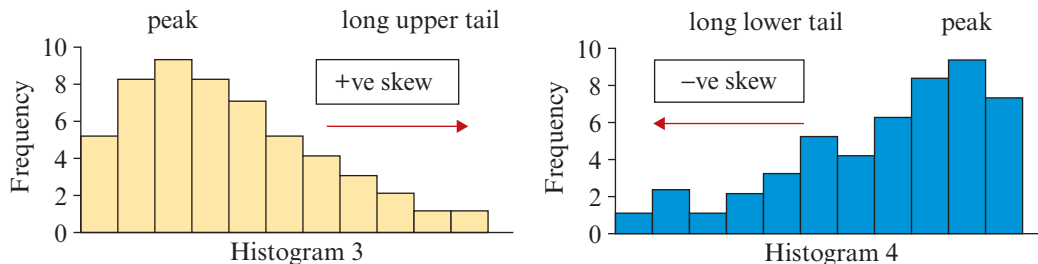 peak
long upper tail
+ve skew
Frequency
10
8
6
4
2
0
Histogram 3
long lower tail
peak
−ve skew
Frequency
10
8
6
4
2
0
Histogram 4